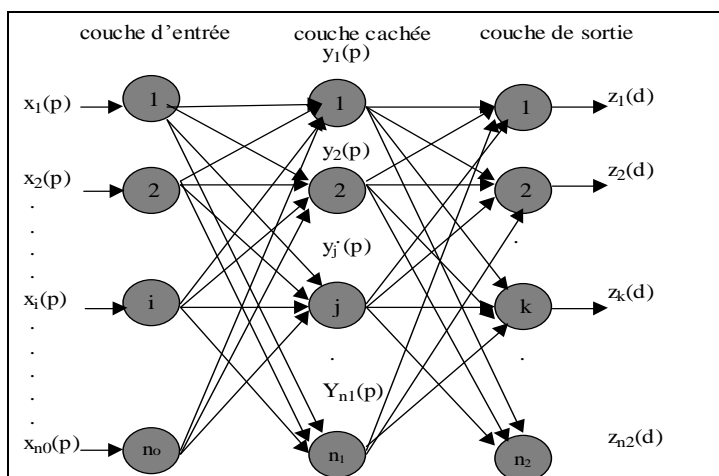 couche d'entrée couche cachée couche de sortie
y₁(p)
x₁(p) 1 1 1 z₁(d)
y₂(p)
x₂(p) 2 2 2 z₂(d)
yⱼ(p)
xᵢ(p) i j k zₖ(d)
Yₙ₁(p)
xₙ₀(p) n₀ n₁ n₂ zₙ₂(d)